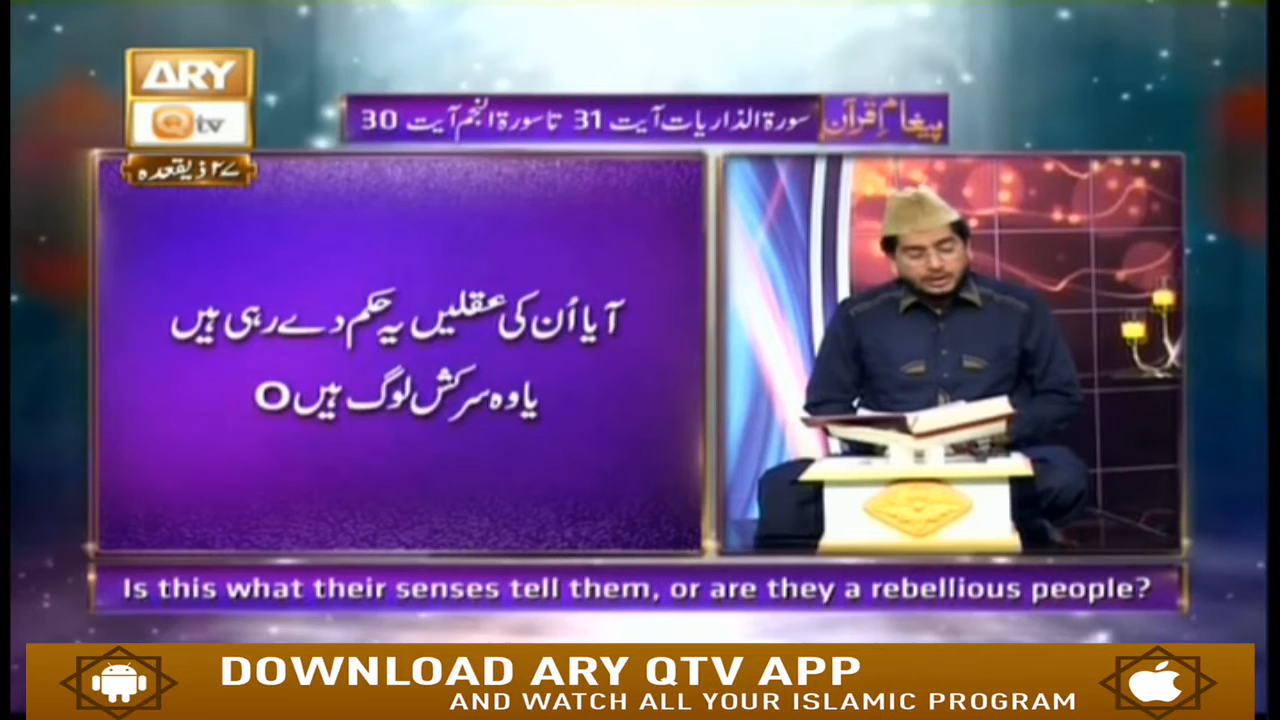 ARY
Qtv
۲۷ ذیقعدہ
پیغامِ قرآن سورۃ الذاریات آیت 31 تا سورۃ النجم آیت 30
آیا اُن کی عقلیں یہ حکم دے رہی ہیں
یا وہ سرکش لوگ ہیںO
Is this what their senses tell them, or are they a rebellious people?
DOWNLOAD ARY QTV APP
AND WATCH ALL YOUR ISLAMIC PROGRAM